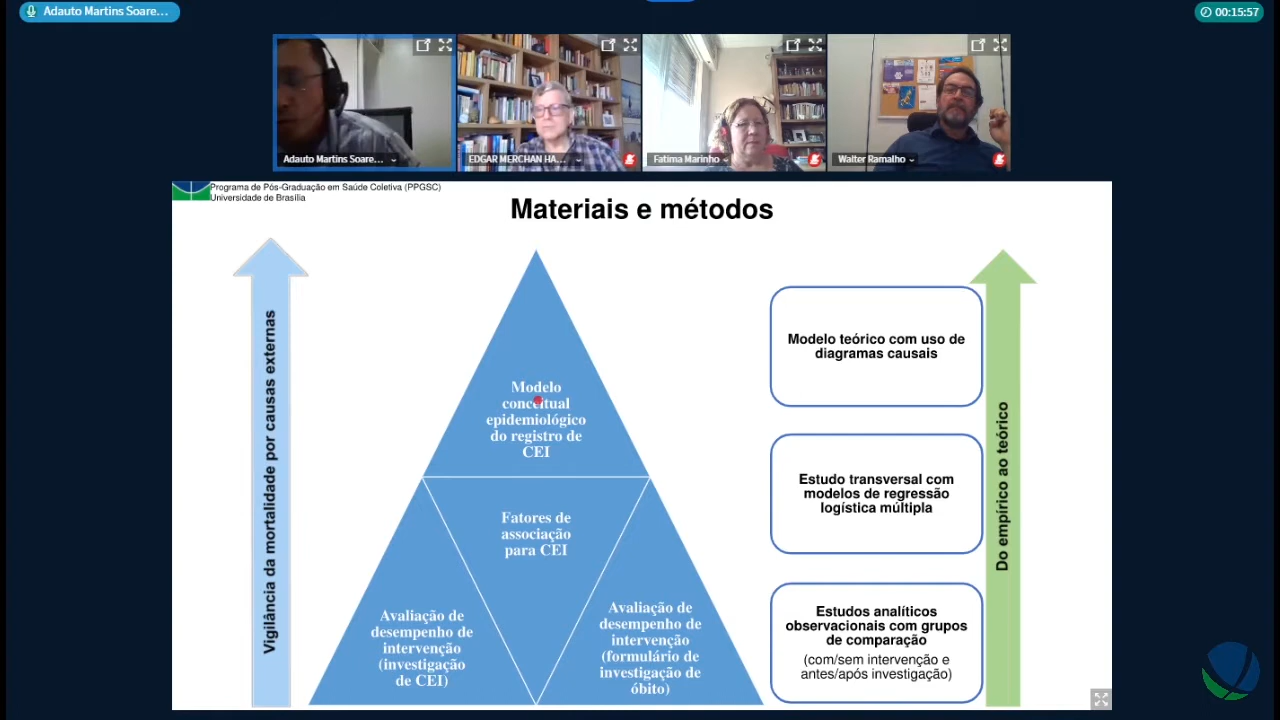 Adauto Martins Soare...
00:15:57
Adauto Martins Soare...
EDGAR MERCHAN HA...
Fatima Marinho
Walter Ramalho
Programa de Pós-Graduação em Saúde Coletiva (PPGSC)
Universidade de Brasília
Materiais e métodos
Vigilância da mortalidade por causas externas
Modelo
conceitual
epidemiológico
do registro de
CEI
Fatores de
associação
para CEI
Avaliação de
desempenho de
intervenção
(investigação
de CEI)
Avaliação de
desempenho de
intervenção
(formulário de
investigação de
óbito)
Modelo teórico com uso de
diagramas causais
Estudo transversal com
modelos de regressão
logística múltipla
Estudos analíticos
observacionais com grupos
de comparação
(com/sem intervenção e
antes/após investigação)
Do empírico ao teórico